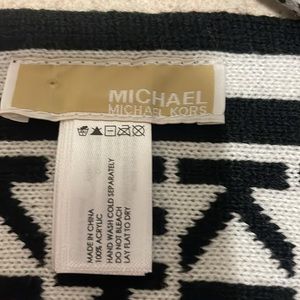 MICHAEL
MICHAEL KORS
MADE IN CHINA
100% ACRYLIC
HAND WASH COLD SEPARATELY
DO NOT BLEACH
LAY FLAT TO DRY